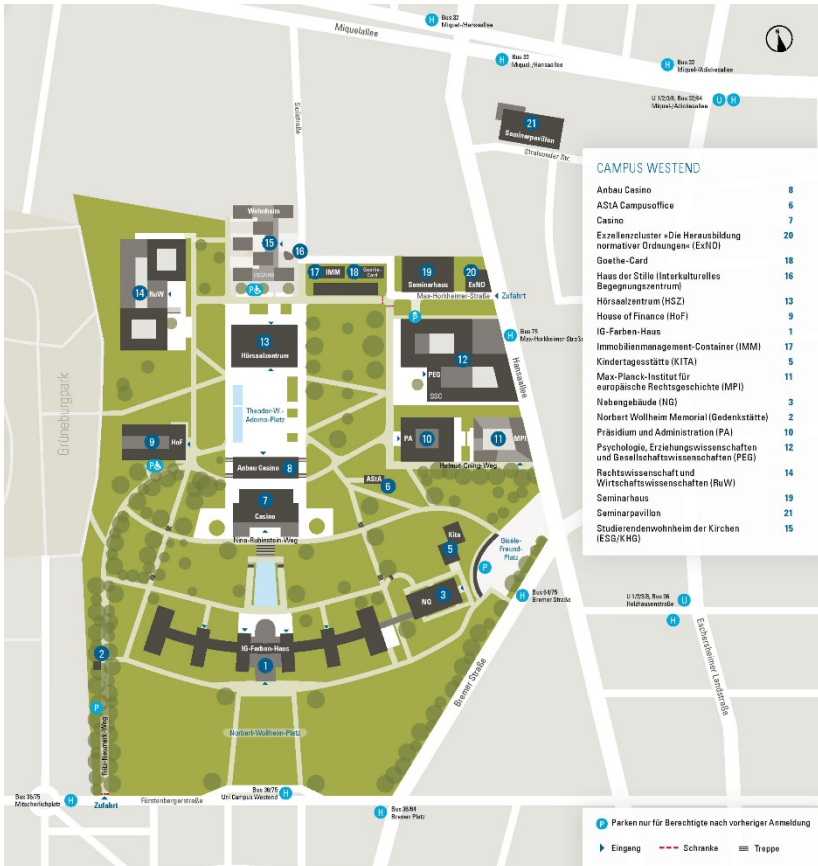 Bus 32
Miquel-/Hansaallee
Miquelallee
Bus 32
Miquel-/Hansaallee
Bus 32
Miquel-/Adickesallee
U 1/2/3/8, Bus 32/64
Miquel-/Adickesallee
U
H
H
H
H
N
Siolistraße
21
Seminarpavillon
Stralsunder Str.
CAMPUS WESTEND
Anbau Casino 8
AStA Campusoffice 6
Casino 7
Exzellenzcluster »Die Herausbildung
normativer Ordnungen« (ExNO) 20
Goethe-Card 18
Haus der Stille (Interkulturelles
Begegnungszentrum) 16
Hörsaalzentrum (HSZ) 13
House of Finance (HoF) 9
IG-Farben-Haus 1
Immobilienmanagement-Container (IMM) 17
Kindertagesstätte (KITA) 5
Max-Planck-Institut für
europäische Rechtsgeschichte (MPI) 11
Nebengebäude (NG) 3
Norbert Wollheim Memorial (Gedenkstätte) 2
Präsidium und Administration (PA) 10
Psychologie, Erziehungswissenschaften
und Gesellschaftswissenschaften (PEG) 12
Rechtswissenschaft und
Wirtschaftswissenschaften (RuW) 14
Seminarhaus 19
Seminarpavillon 21
Studierendenwohnheim der Kirchen
(ESG/KHG) 15
Wohnheim
15
16
ESG/KHG
P
17 IMM
18 Goethe-
Card
19
Seminarhaus
20
ExNO
Max-Horkheimer-Straße
Zufahrt
14 RuW
P
H
Bus 75
Max-Horkheimer-Straße
Hansaallee
13
Hörsaalzentrum
12
PEG
SSC
Grüneburgpark
Theodor-W.-
Adorno-Platz
9 HoF
P
PA 10
11 MPI
Helmut-Coing-Weg
Anbau Casino 8
AStA
6
7
Casino
Nina-Rubinstein-Weg
Kita
5
Gisèle-
Freund-
Platz
P
NG 3
H
Bus 64/75
Bremer Straße
U 1/2/3/8, Bus 36
Holzhausenstraße
U
H
Eschersheimer Landstraße
2
IG-Farben-Haus
1
Bremer Straße
P
Fritz-Neumark-Weg
Norbert-Wollheim-Platz
Bus 36/75
Mitscherlichplatz
H
Zufahrt
Fürstenbergerstraße
Bus 36/75
Uni Campus Westend
H
H
Bus 36/64
Bremer Platz
P Parken nur für Berechtigte nach vorheriger Anmeldung
Eingang
Schranke
Treppe